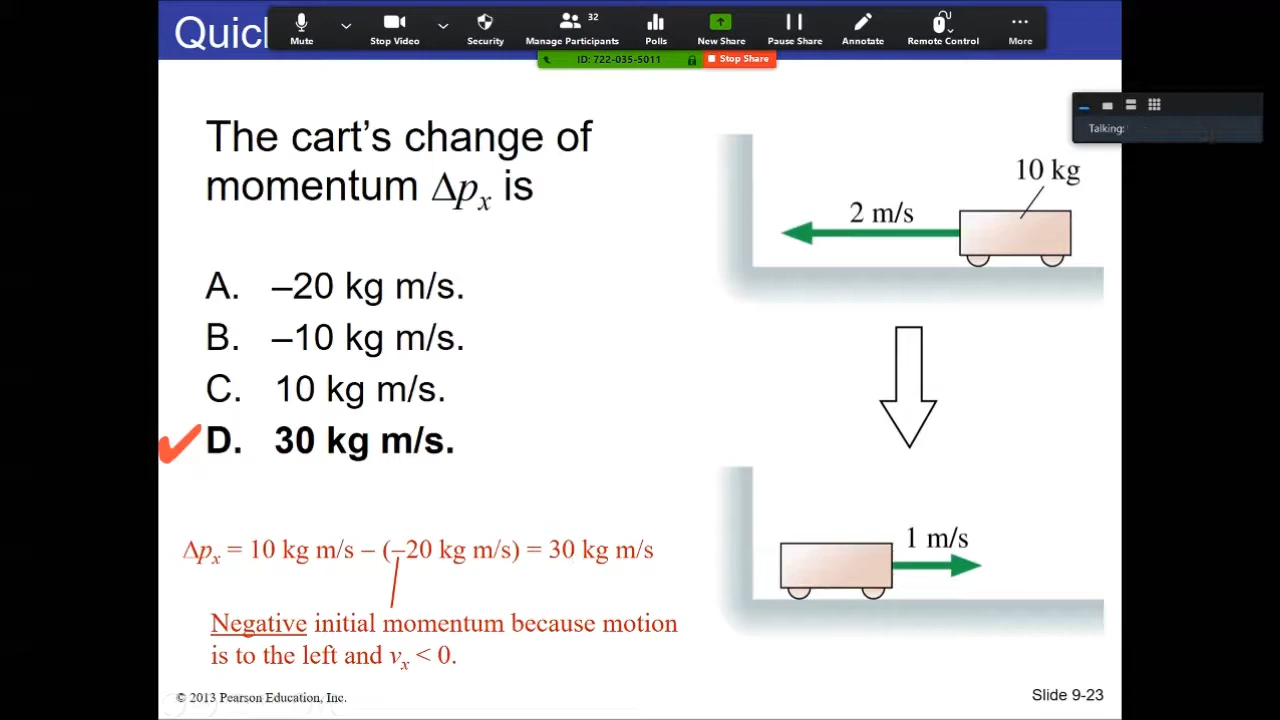 Quic
Mute
Stop Video
Security
32
Manage Participants
Polls
New Share
Pause Share
Annotate
Remote Control
More
ID: 722-035-5011
Stop Share
Talking:
The cart's change of
momentum Δpₓ is
A. –20 kg m/s.
B. –10 kg m/s.
C. 10 kg m/s.
D. 30 kg m/s.
Δpₓ = 10 kg m/s – (–20 kg m/s) = 30 kg m/s
Negative initial momentum because motion
is to the left and vₓ < 0.
10 kg
2 m/s
1 m/s
© 2013 Pearson Education, Inc.
Slide 9-23